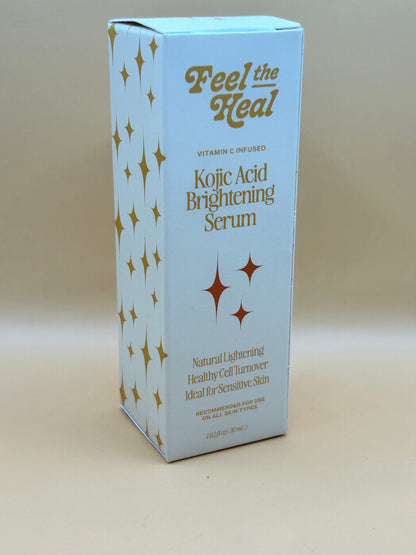 Feel the
Heal
VITAMIN C INFUSED
Kojic Acid
Brightening
Serum
Natural Lightening
Healthy Cell Turnover
Ideal for Sensitive Skin
RECOMMENDED FOR USE
ON ALL SKIN TYPES.